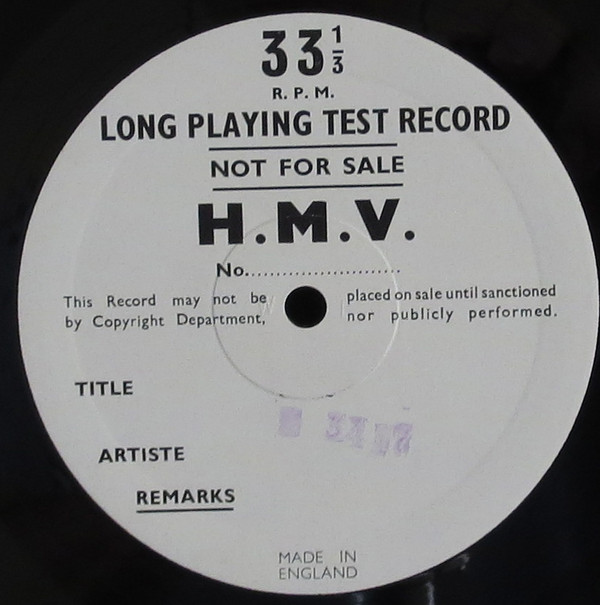 33 1/3
R. P. M.
LONG PLAYING TEST RECORD
NOT FOR SALE
H.M.V.
No..........................
This Record may not be placed on sale until sanctioned
by Copyright Department, nor publicly performed.
TITLE
ARTISTE
REMARKS
MADE IN
ENGLAND